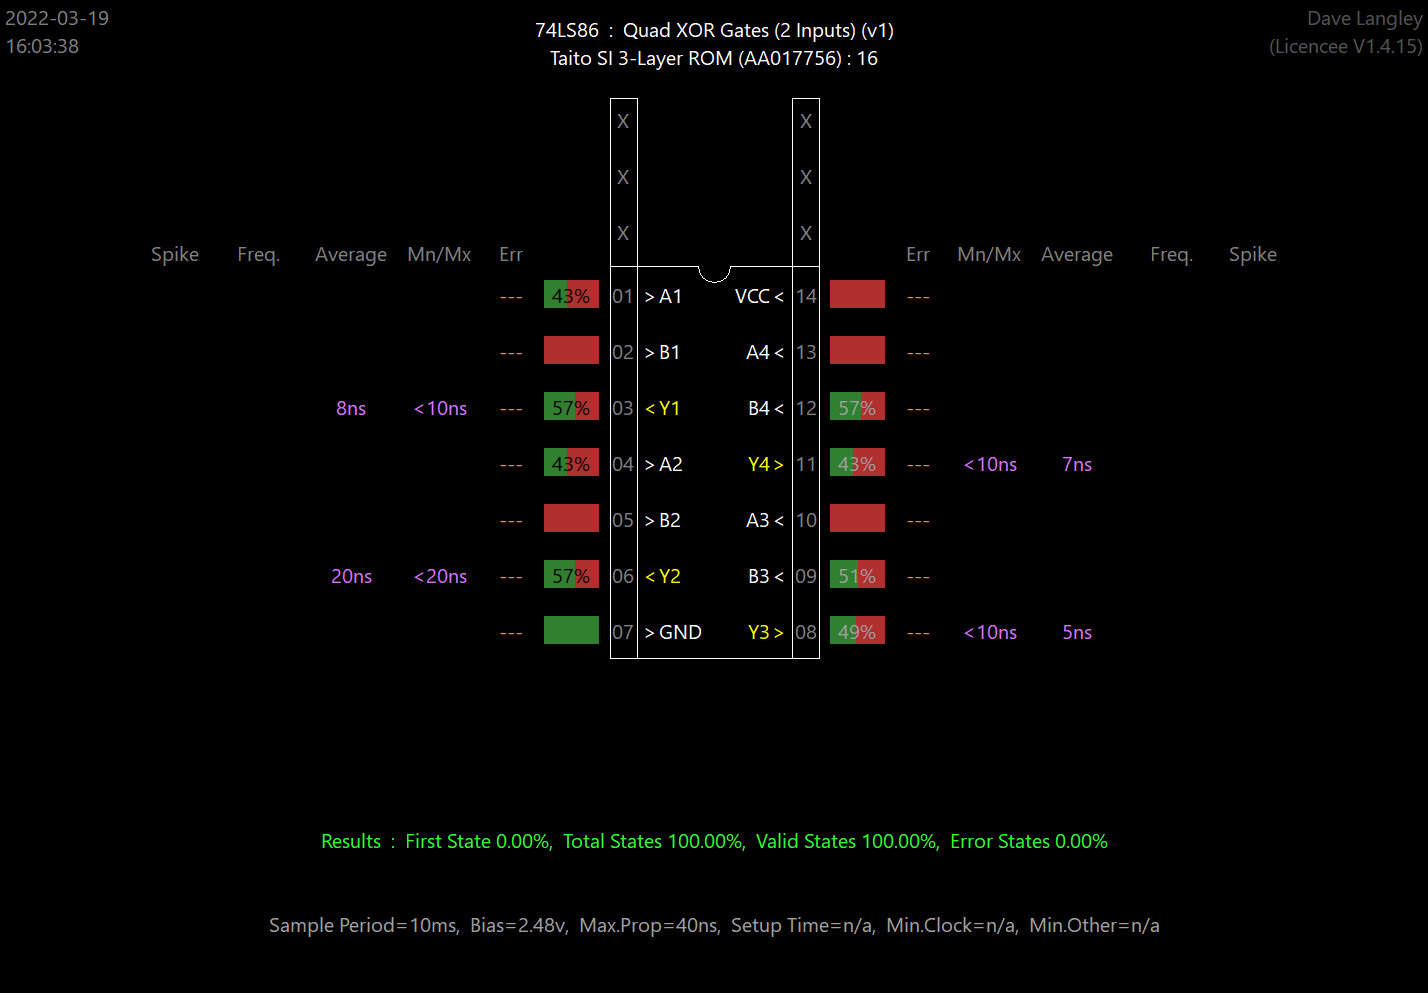 2022-03-19
16:03:38
74LS86 : Quad XOR Gates (2 Inputs) (v1)
Taito SI 3-Layer ROM (AA017756) : 16
Dave Langley
(Licencee V1.4.15)
X X
X X
X X
Spike Freq. Average Mn/Mx Err Err Mn/Mx Average Freq. Spike
--- 43% 01 > A1 VCC < 14 ---
--- 02 > B1 A4 < 13 ---
8ns <10ns --- 57% 03 < Y1 B4 < 12 57% ---
--- 43% 04 > A2 Y4 > 11 43% --- <10ns 7ns
--- 05 > B2 A3 < 10 ---
20ns <20ns --- 57% 06 < Y2 B3 < 09 51% ---
--- 07 > GND Y3 > 08 49% --- <10ns 5ns
Results : First State 0.00%, Total States 100.00%, Valid States 100.00%, Error States 0.00%
Sample Period=10ms, Bias=2.48v, Max.Prop=40ns, Setup Time=n/a, Min.Clock=n/a, Min.Other=n/a